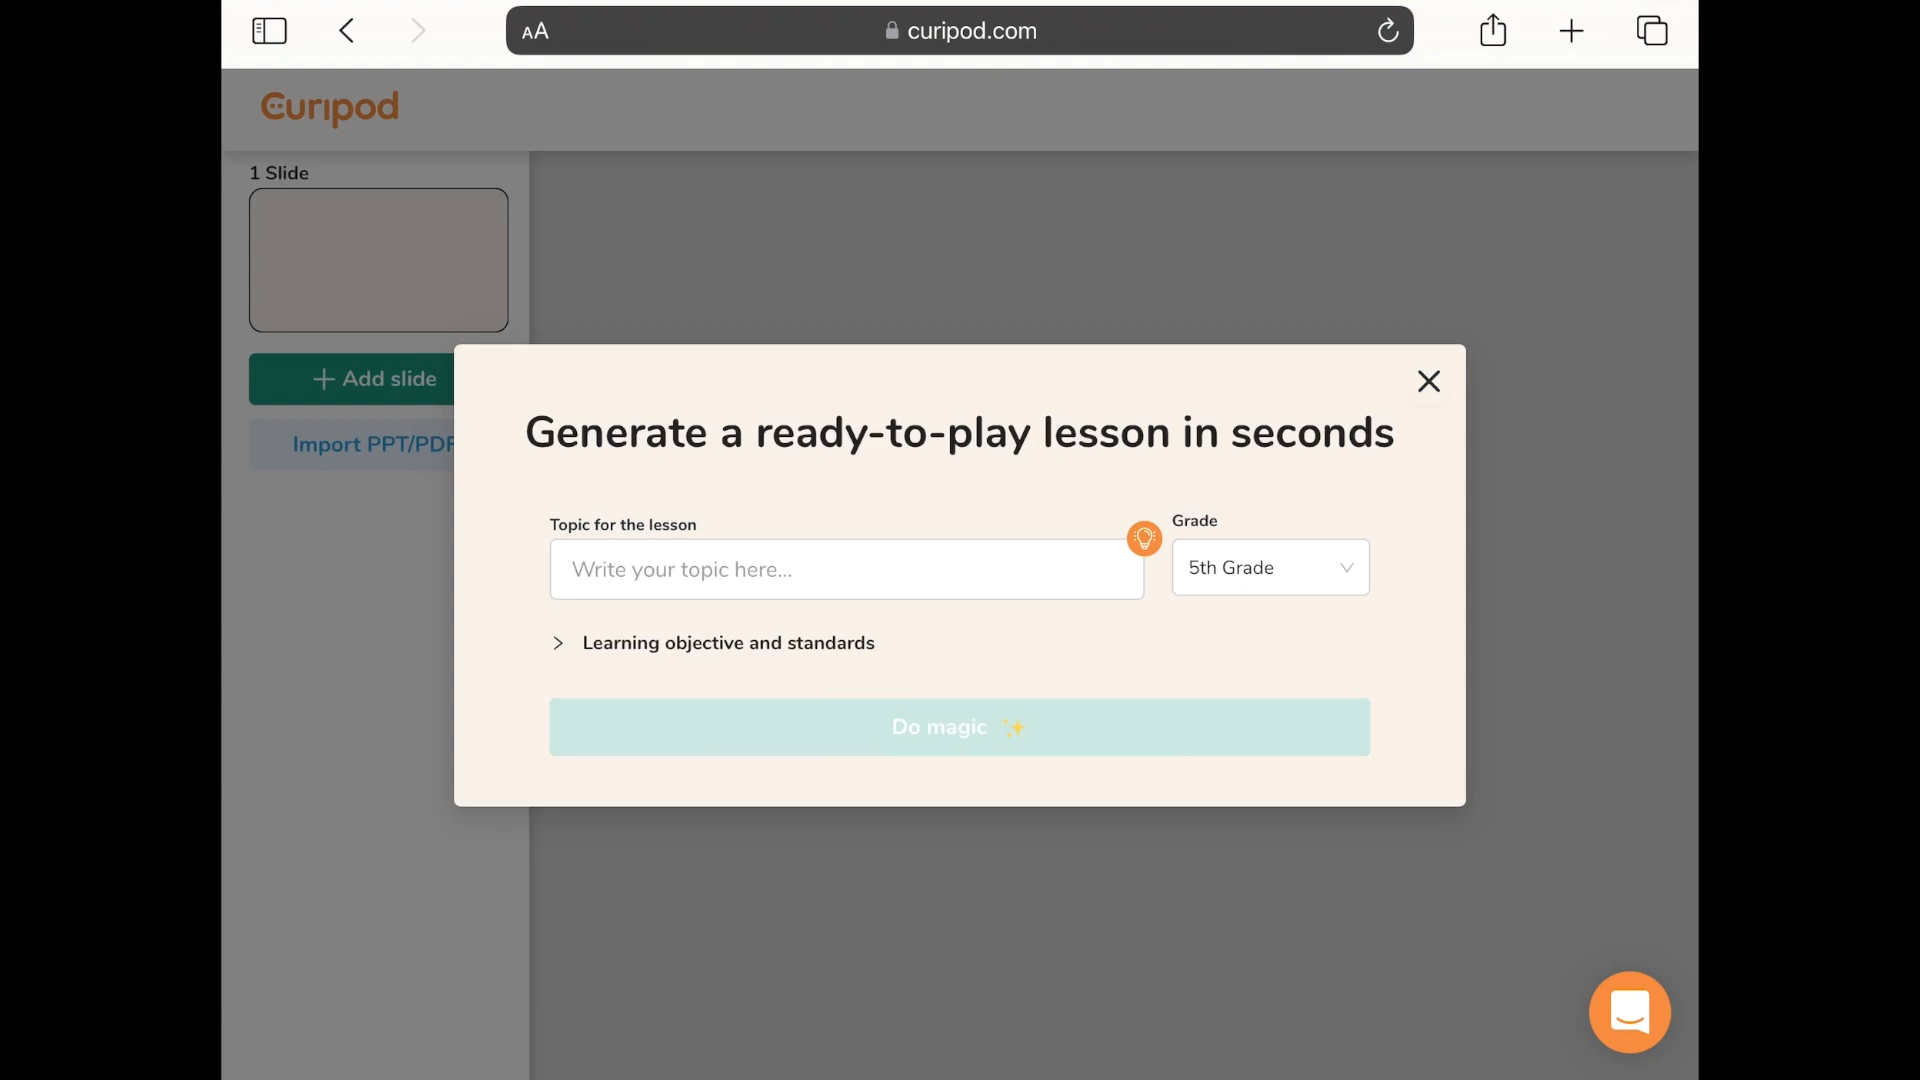 AA
curipod.com
Curipod
1 Slide
+ Add slide
Import PPT/PDF
Generate a ready-to-play lesson in seconds
Topic for the lesson
Grade
Write your topic here...
5th Grade
Learning objective and standards
Do magic ✨